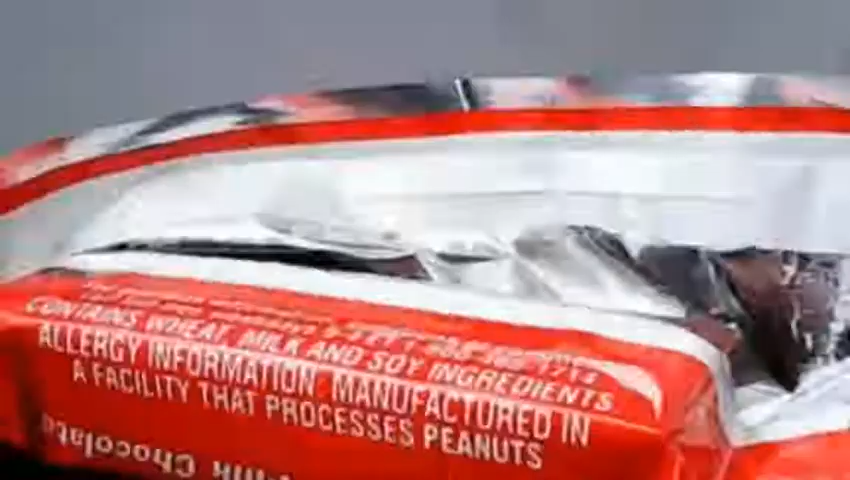 CONTAINS WHEAT, MILK AND SOY INGREDIENTS.
ALLERGY INFORMATION: MANUFACTURED IN
A FACILITY THAT PROCESSES PEANUTS
Milk Chocolate